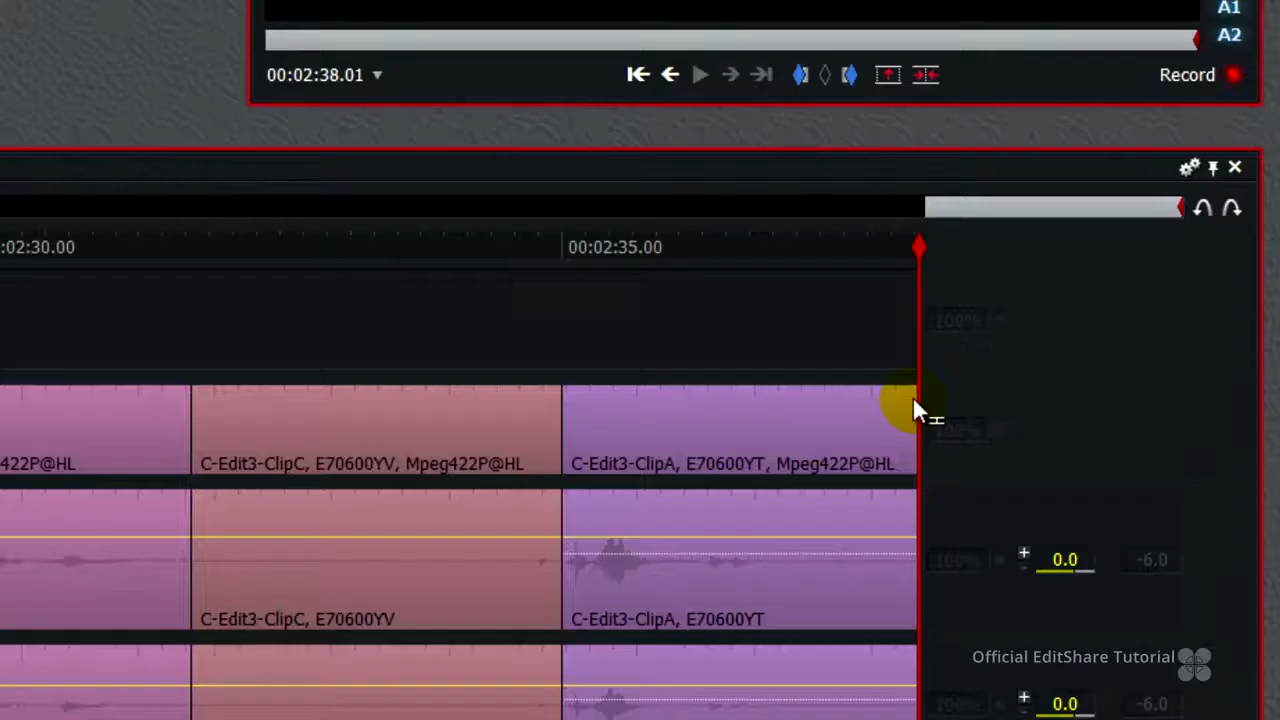 A1
A2
00:02:38.01
Record
:02:30.00
00:02:35.00
100%
100%
422P@HL
C-Edit3-ClipC, E70600YV, Mpeg422P@HL
C-Edit3-ClipA, E70600YT, Mpeg422P@HL
100%
+
0.0
-6.0
C-Edit3-ClipC, E70600YV
C-Edit3-ClipA, E70600YT
Official EditShare Tutorial
100%
+
0.0
-6.0